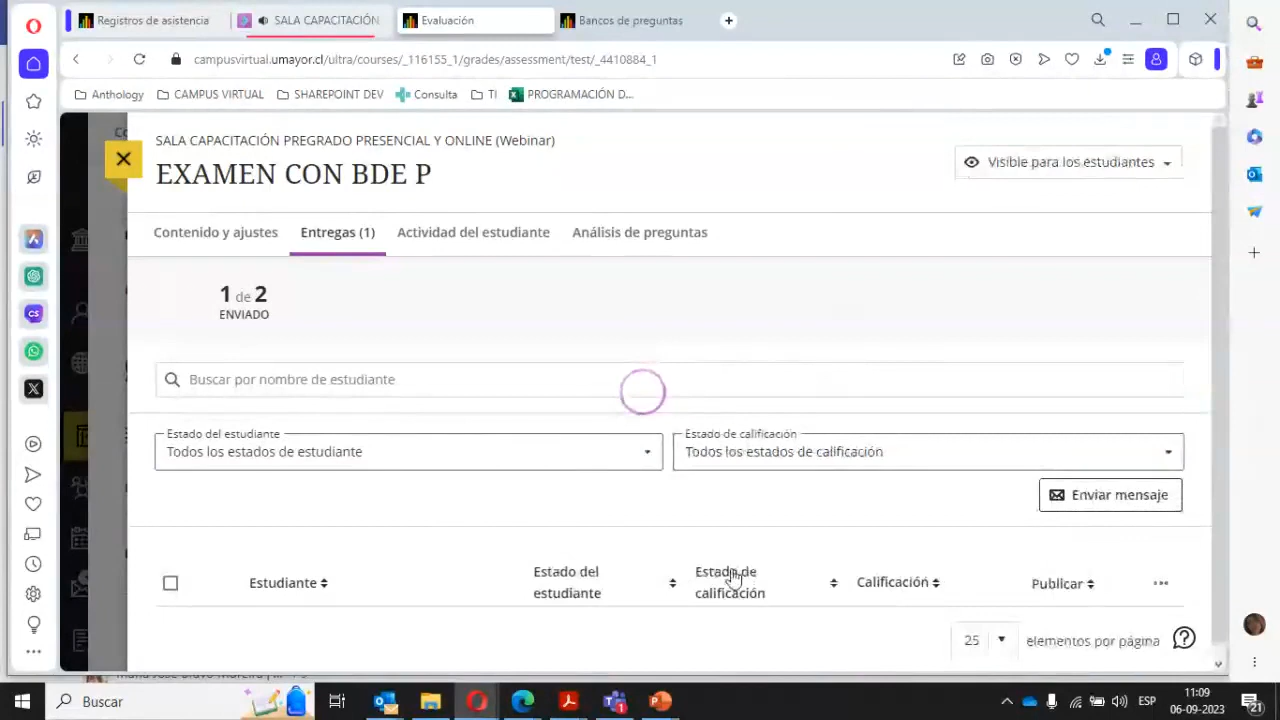 Registros de asistencia
SALA CAPACITACIÓN
Evaluación
Bancos de preguntas
campusvirtual.umayor.cl/ultra/courses/_116155_1/grades/assessment/test/_4410884_1
Anthology
CAMPUS VIRTUAL
SHAREPOINT DEV
Consulta
TI
PROGRAMACIÓN D...
SALA CAPACITACIÓN PREGRADO PRESENCIAL Y ONLINE (Webinar)
EXAMEN CON BDE P
Visible para los estudiantes
Contenido y ajustes
Entregas (1)
Actividad del estudiante
Análisis de preguntas
1 de 2
ENVIADO
Buscar por nombre de estudiante
Estado del estudiante
Todos los estados de estudiante
Estado de calificación
Todos los estados de calificación
Enviar mensaje
Estudiante
Estado del
estudiante
Estado de
calificación
Calificación
Publicar
25
elementos por página
CS
Buscar
ESP
11:09
06-09-2023
21